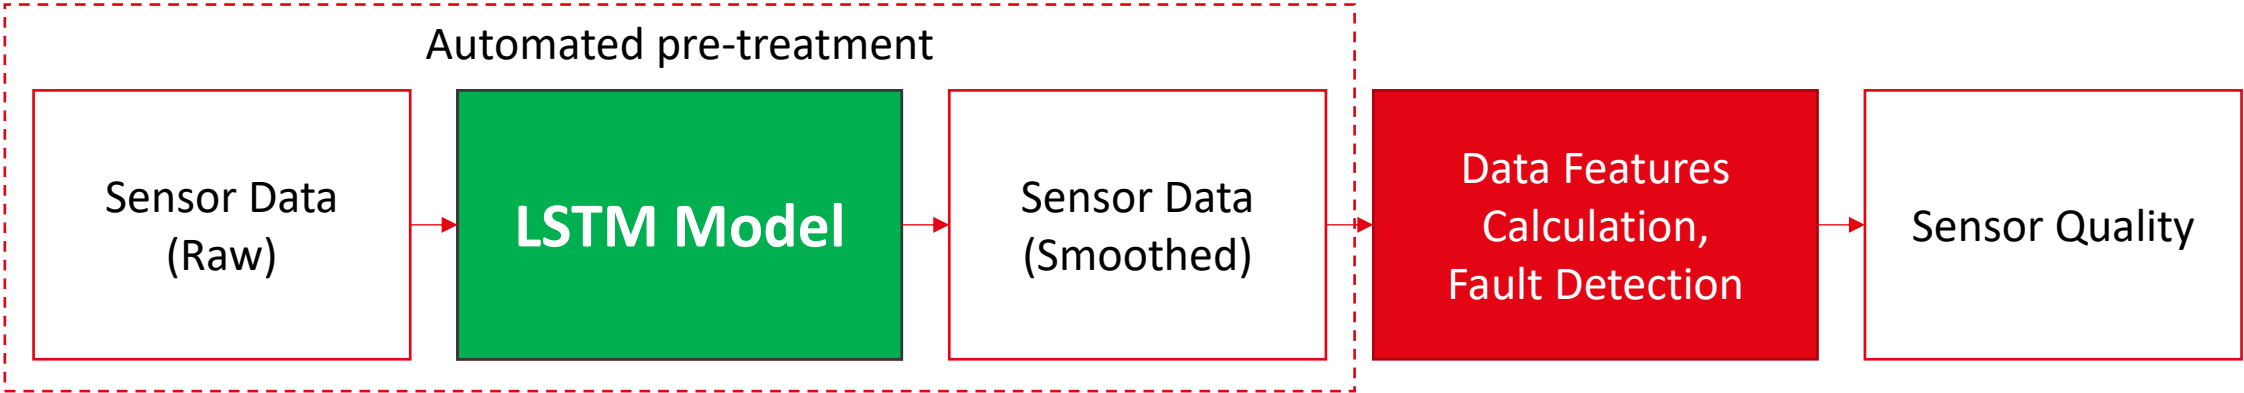 Automated pre-treatment
Sensor Data
(Raw)
LSTM Model
Sensor Data
(Smoothed)
Data Features
Calculation,
Fault Detection
Sensor Quality